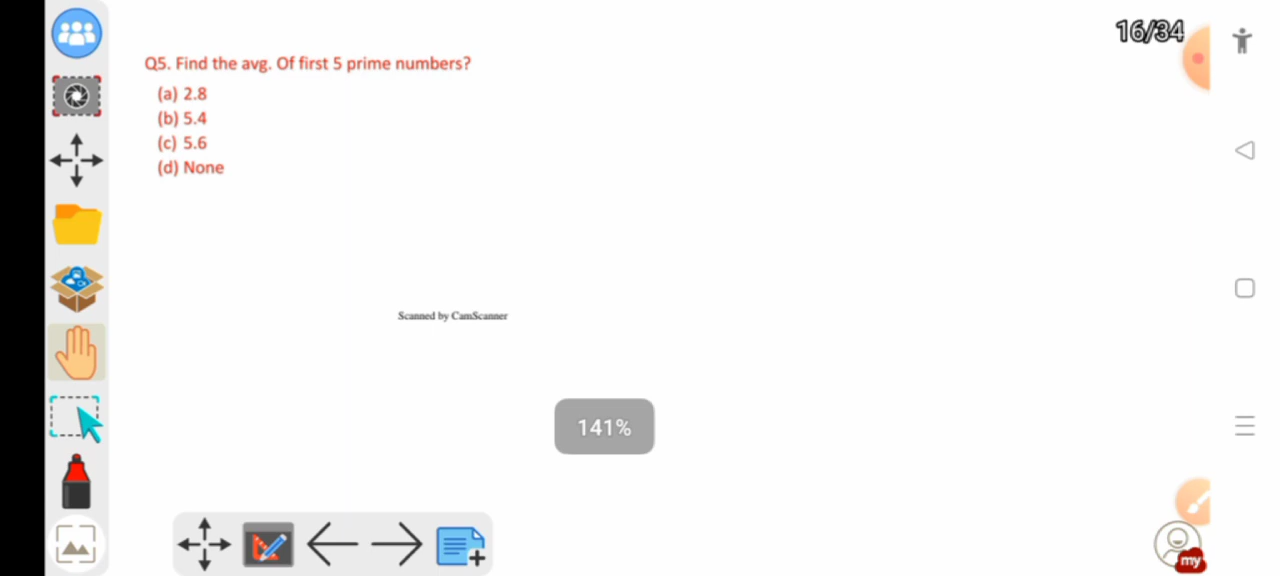 16/34
Q5. Find the avg. Of first 5 prime numbers?
(a) 2.8
(b) 5.4
(c) 5.6
(d) None
Scanned by CamScanner
141%
my